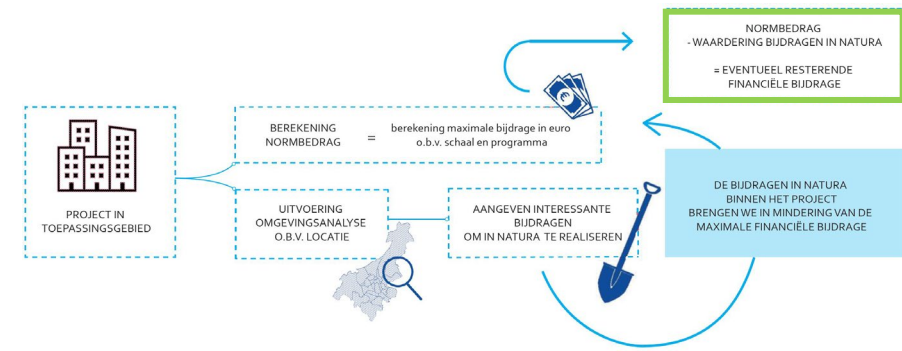 NORMBEDRAG
- WAARDERING BIJDRAGEN IN NATURA
= EVENTUEEL RESTERENDE
FINANCIËLE BIJDRAGE
BEREKENING
NORMBEDRAG
=
berekening maximale bijdrage in euro
o.b.v. schaal en programma
€
PROJECT IN
TOEPASSINGSGEBIED
UITVOERING
OMGEVINGSANALYSE
O.B.V. LOCATIE
AANGEVEN INTERESSANTE
BIJDRAGEN
OM IN NATURA TE REALISEREN
DE BIJDRAGEN IN NATURA
BINNEN HET PROJECT
BRENGEN WE IN MINDERING VAN DE
MAXIMALE FINANCIËLE BIJDRAGE